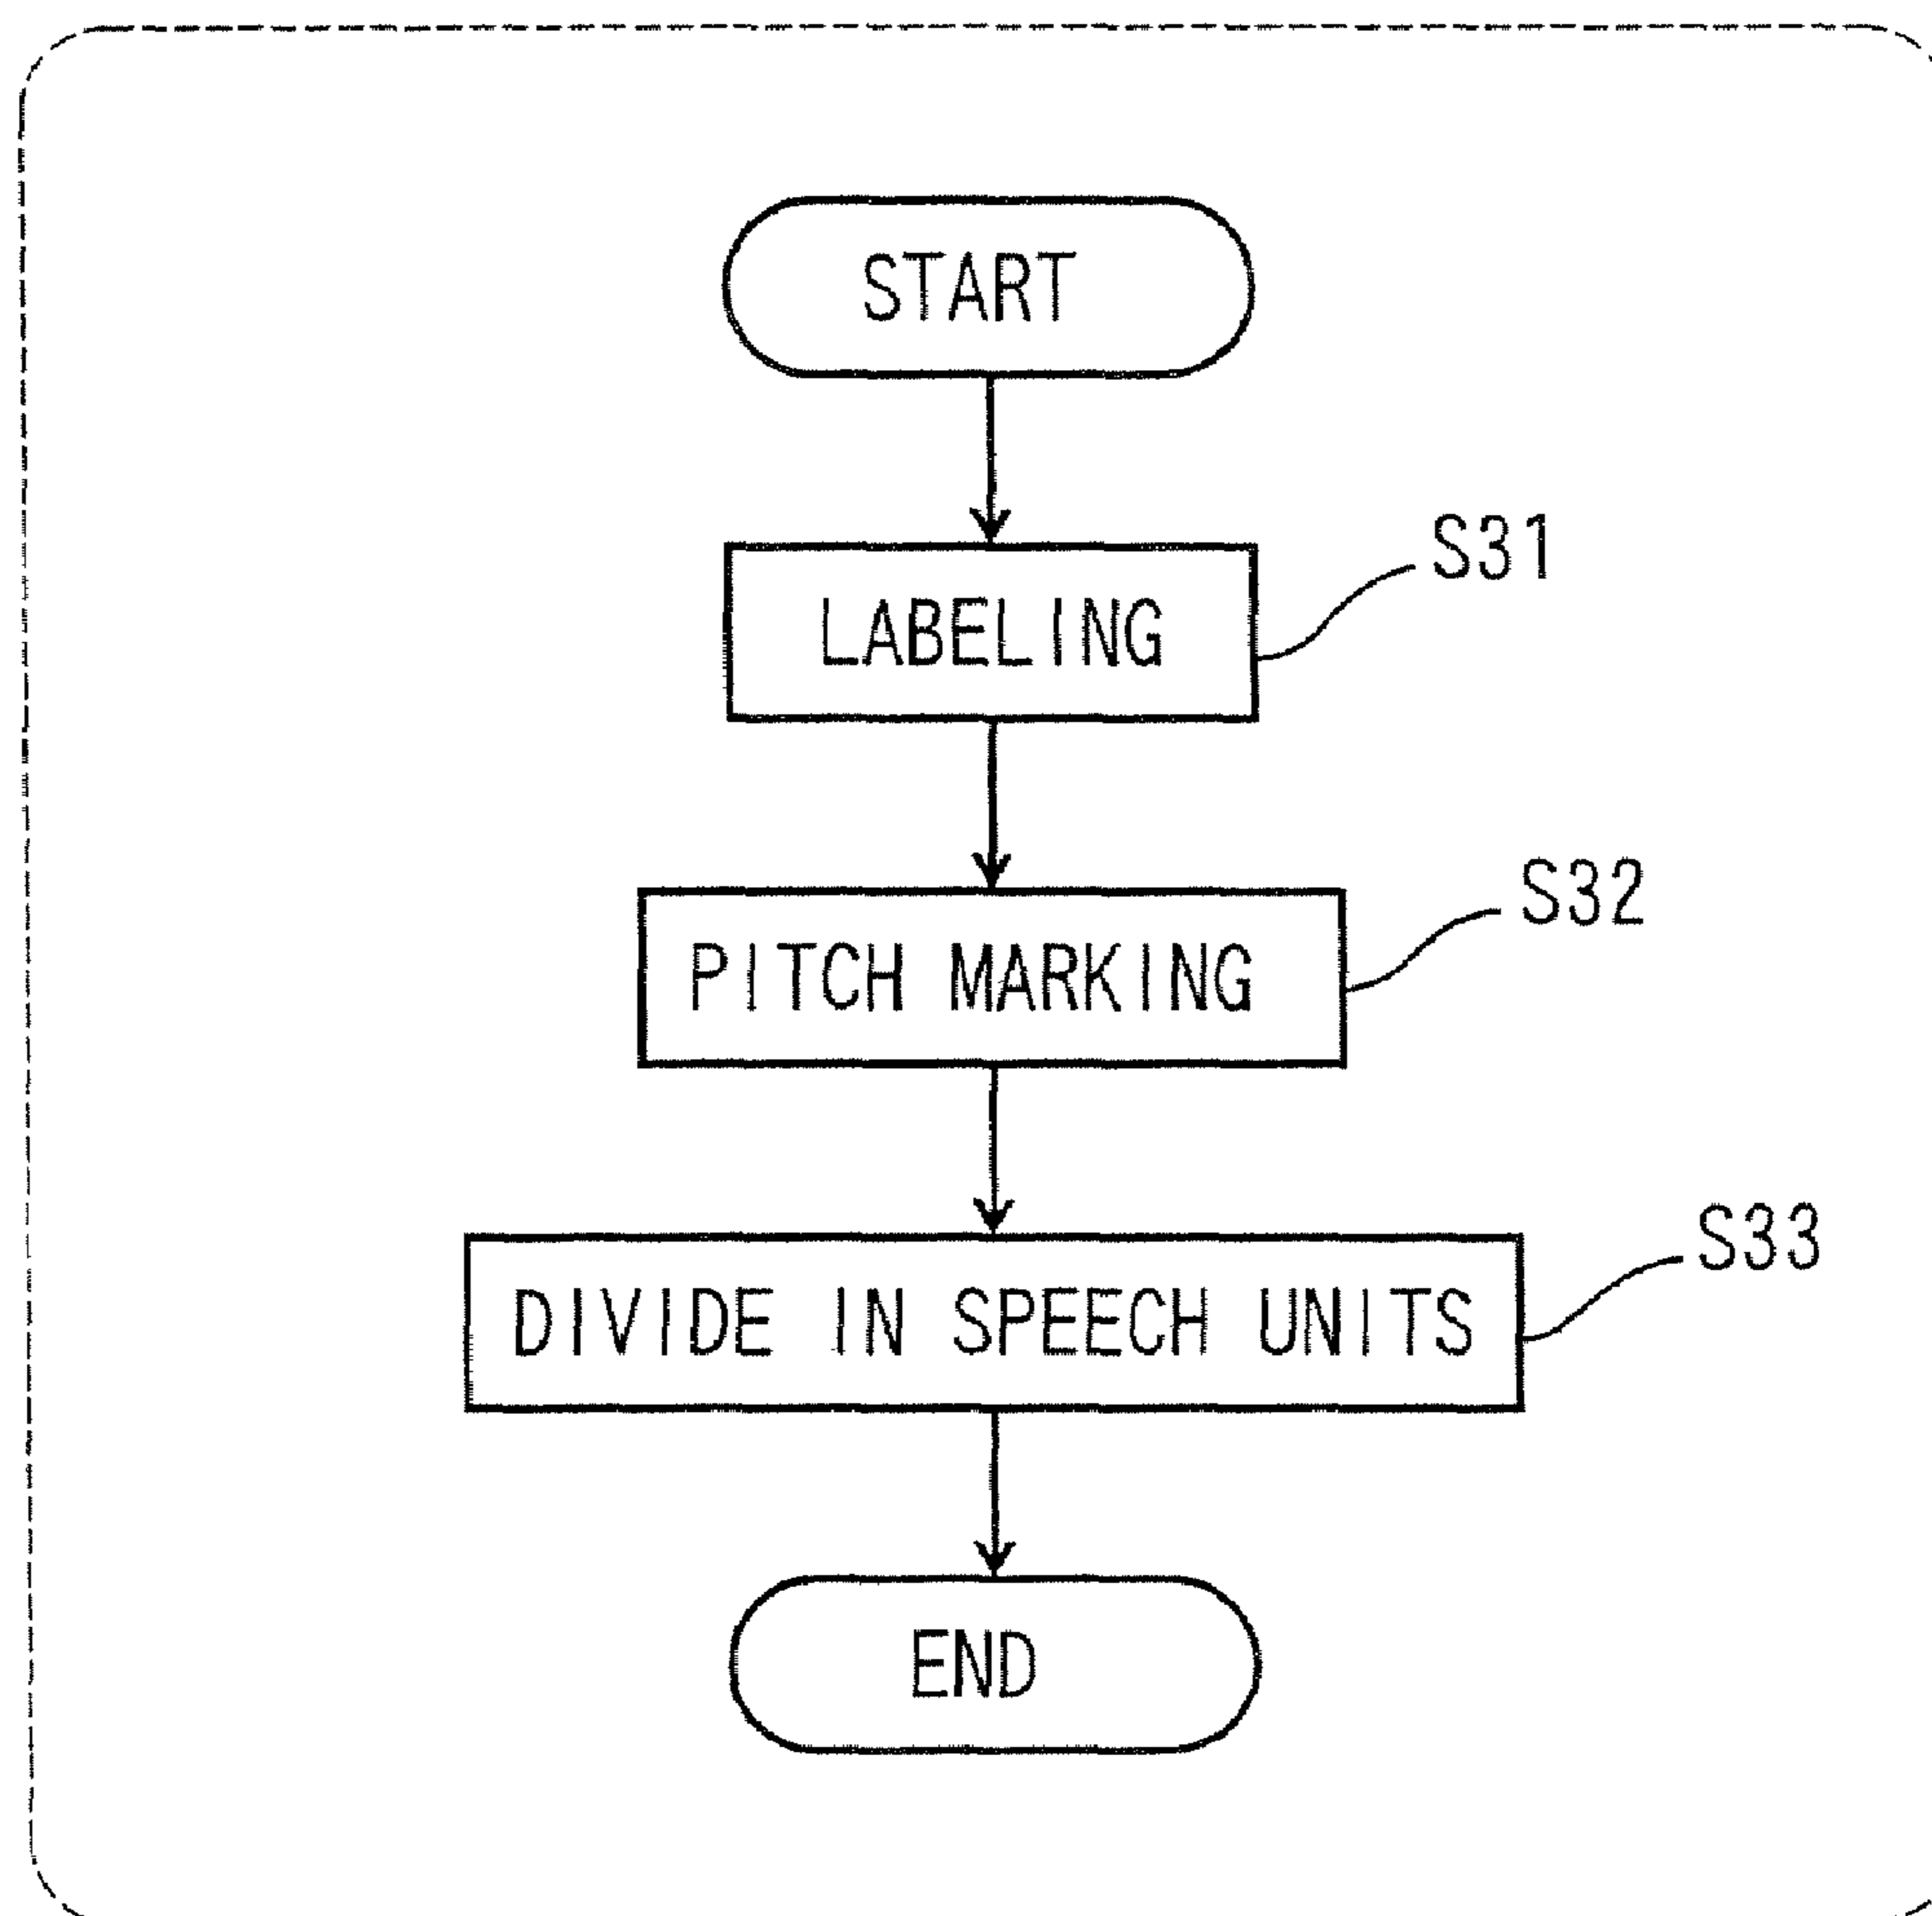 START
LABELING
S31
PITCH MARKING
S32
DIVIDE IN SPEECH UNITS
S33
END